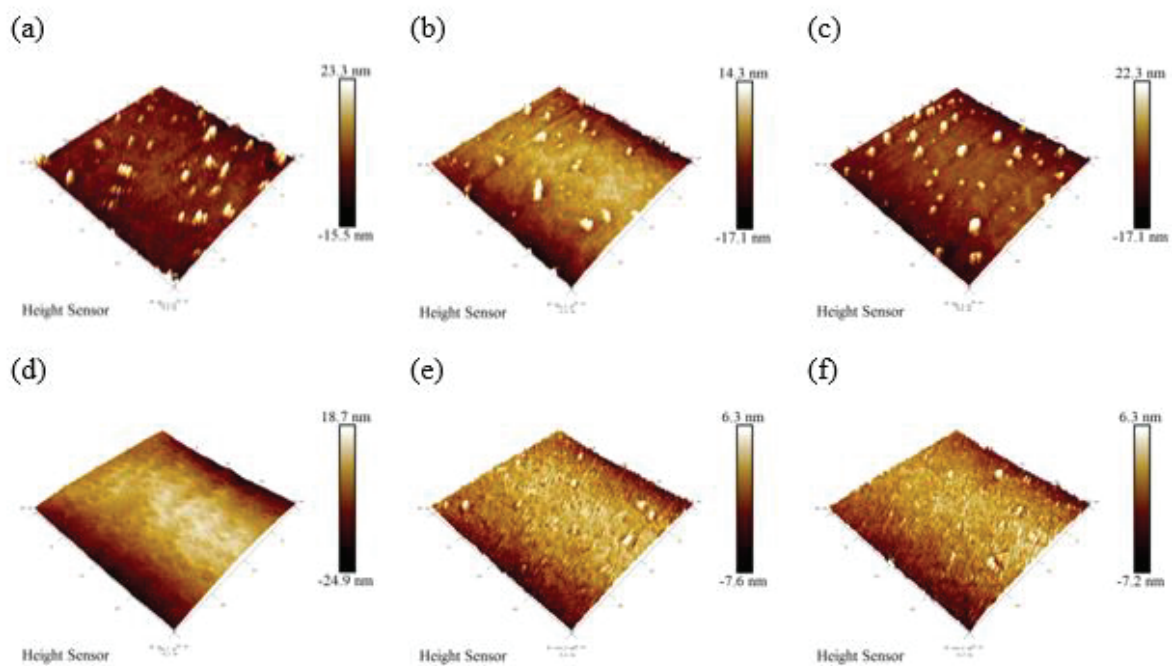 (a)
(b)
(c)
23.3 nm
14.3 nm
22.3 nm
-15.5 nm
-17.1 nm
-17.1 nm
Height Sensor
Height Sensor
Height Sensor
(d)
(e)
(f)
18.7 nm
6.3 nm
6.3 nm
-24.9 nm
-7.6 nm
-7.2 nm
Height Sensor
Height Sensor
Height Sensor